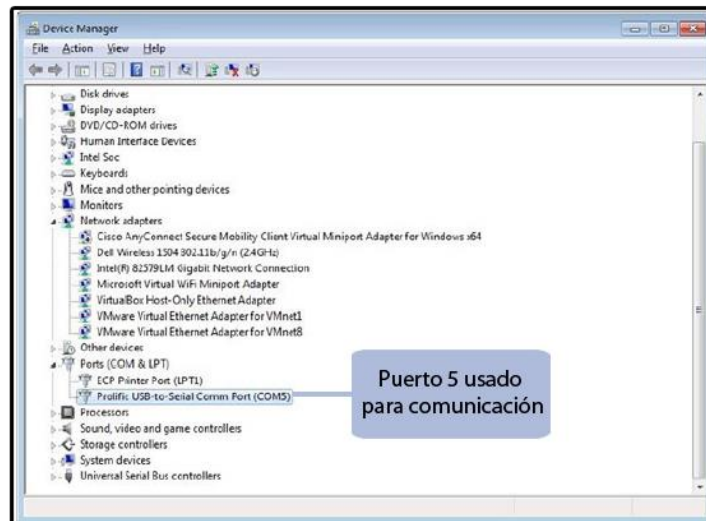 Device Manager
File Action View Help
Disk drives
Display adapters
DVD/CD-ROM drives
Human Interface Devices
Intel Soc
Keyboards
Mice and other pointing devices
Monitors
Network adapters
Cisco AnyConnect Secure Mobility Client Virtual Miniport Adapter for Windows x64
Dell Wireless 1504 802.11b/g/n (2.4GHz)
Intel(R) 82579LM Gigabit Network Connection
Microsoft Virtual WiFi Miniport Adapter
VirtualBox Host-Only Ethernet Adapter
VMware Virtual Ethernet Adapter for VMnet1
VMware Virtual Ethernet Adapter for VMnet8
Other devices
Ports (COM & LPT)
ECP Printer Port (LPT1)
Prolific USB-to-Serial Comm Port (COM5)
Puerto 5 usado
para comunicación
Processors
Sound, video and game controllers
Storage controllers
System devices
Universal Serial Bus controllers